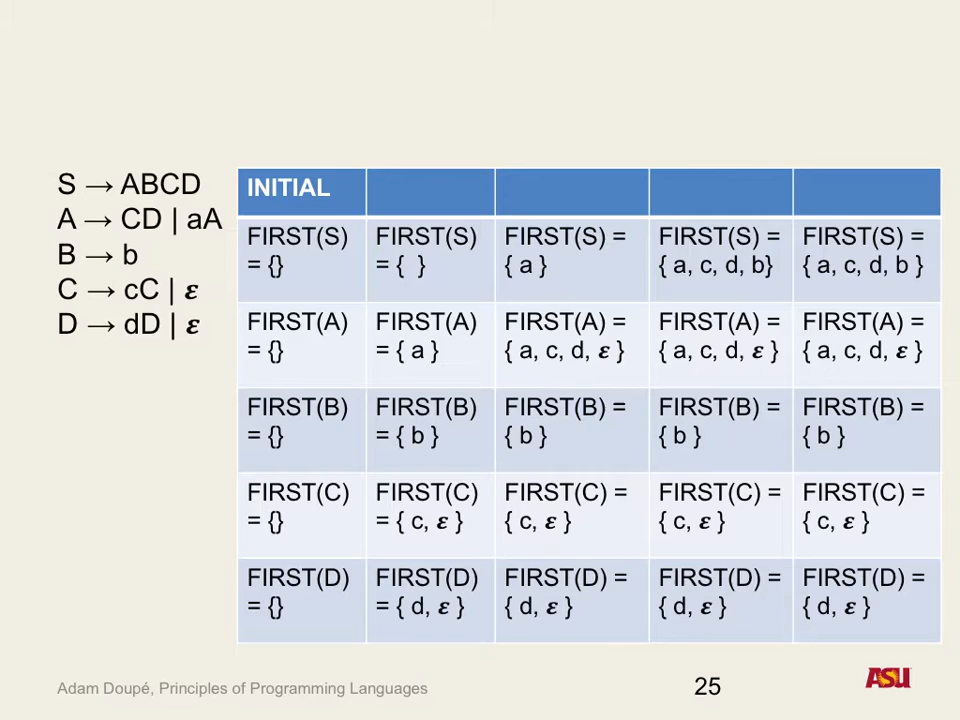 S → ABCD
A → CD | aA
B → b
C → cC | ε
D → dD | ε
INITIAL
FIRST(S) = {}
FIRST(S) = { }
FIRST(S) = { a }
FIRST(S) = { a, c, d, b}
FIRST(S) = { a, c, d, b }
FIRST(A) = {}
FIRST(A) = { a }
FIRST(A) = { a, c, d, ε }
FIRST(A) = { a, c, d, ε }
FIRST(A) = { a, c, d, ε }
FIRST(B) = {}
FIRST(B) = { b }
FIRST(B) = { b }
FIRST(B) = { b }
FIRST(B) = { b }
FIRST(C) = {}
FIRST(C) = { c, ε }
FIRST(C) = { c, ε }
FIRST(C) = { c, ε }
FIRST(C) = { c, ε }
FIRST(D) = {}
FIRST(D) = { d, ε }
FIRST(D) = { d, ε }
FIRST(D) = { d, ε }
FIRST(D) = { d, ε }
Adam Doupé, Principles of Programming Languages
25
ASU